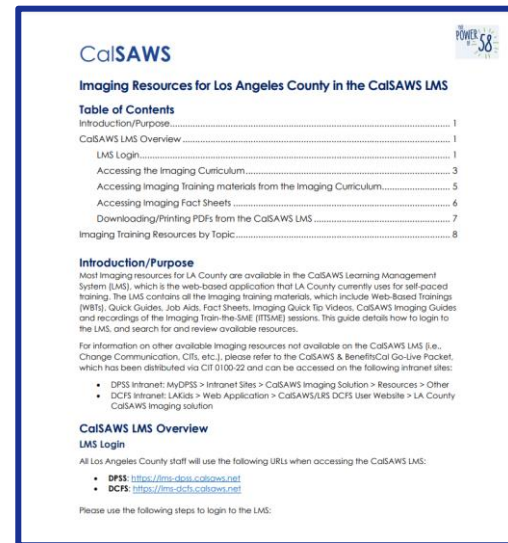 THE
POWER
OF 58
CalSAWS
Imaging Resources for Los Angeles County in the CalSAWS LMS
Table of Contents
Introduction/Purpose 1
CalSAWS LMS Overview 1
LMS Login 1
Accessing the Imaging Curriculum 3
Accessing Imaging Training materials from the Imaging Curriculum 5
Accessing Imaging Fact Sheets 6
Downloading/Printing PDFs from the CalSAWS LMS 7
Imaging Training Resources by Topic 8
Introduction/Purpose
Most Imaging resources for LA County are available in the CalSAWS Learning Management
System (LMS), which is the web-based application that LA County currently uses for self-paced
training. The LMS contains all the Imaging training materials, which include Web-Based Trainings
(WBTs), Quick Guides, Job Aids, Fact Sheets, Imaging Quick Tip Videos, CalSAWS Imaging Guides
and recordings of the Imaging Train-the-SME (ITTSME) sessions. This guide details how to login to
the LMS, and search for and review available resources.
For information on other available Imaging resources not available on the CalSAWS LMS (i.e.,
Change Communication, CITs, etc.), please refer to the CalSAWS & BenefitsCal Go-Live Packet,
which has been distributed via CIT 0100-22 and can be accessed on the following intranet sites:
• DPSS Intranet: MyDPSS > Intranet Sites > CalSAWS Imaging Solution > Resources > Other
• DCFS Intranet: LAKids > Web Application > CalSAWS/LRS DCFS User Website > LA County
CalSAWS Imaging solution
CalSAWS LMS Overview
LMS Login
All Los Angeles County staff will use the following URLs when accessing the CalSAWS LMS:
• DPSS: https://lms-dpss.calsaws.net
• DCFS: https://lms-dcfs.calsaws.net
Please use the following steps to login to the LMS: